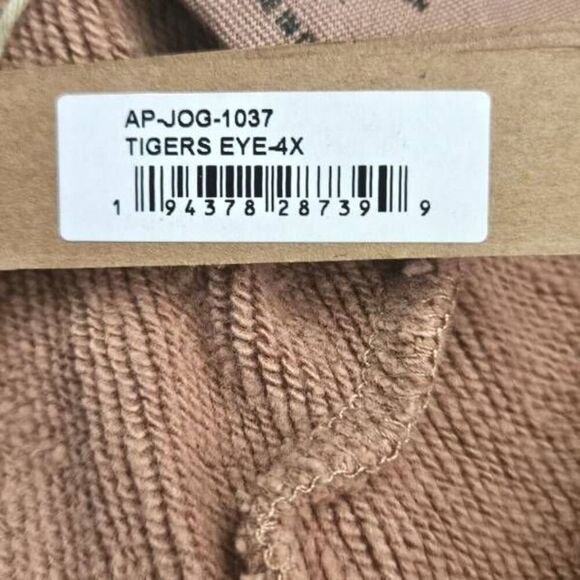 AP-JOG-1037
TIGERS EYE-4X
1 94378 28739 9